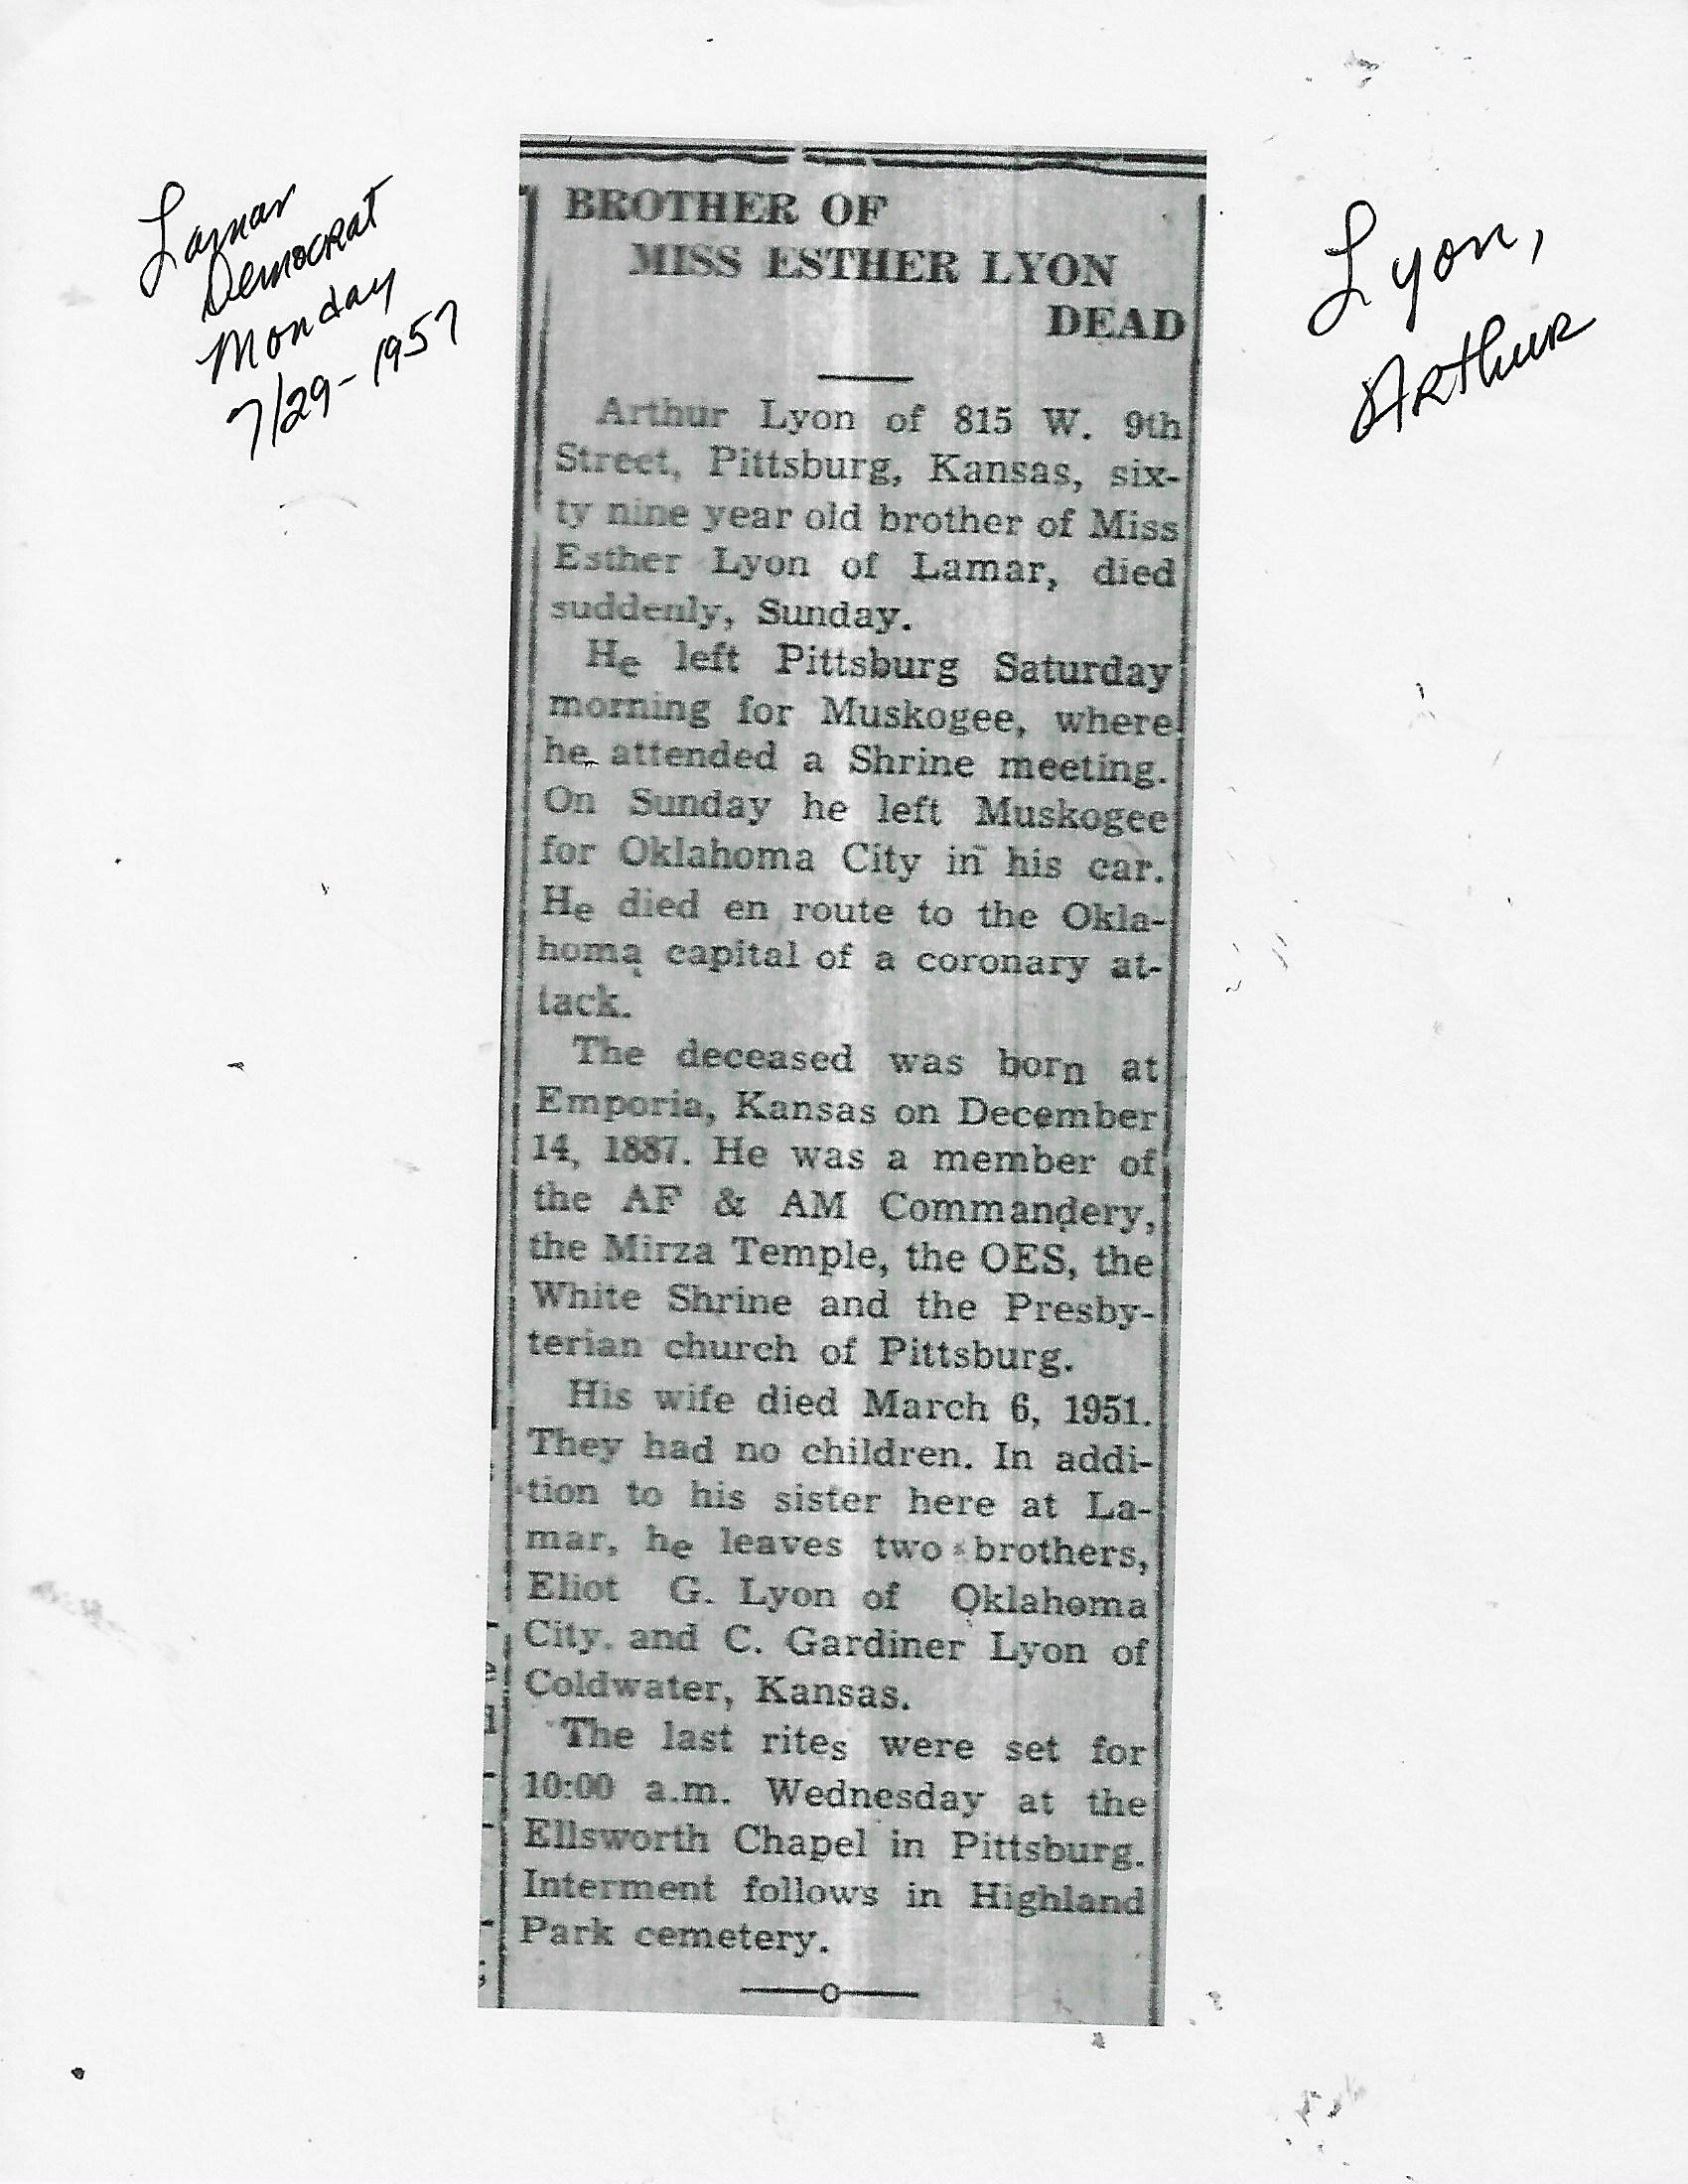 Lamar
Democrat
Monday
7/29-1957
Lyon,
Arthur
BROTHER OF
MISS ESTHER LYON
DEAD
Arthur Lyon of 815 W. 9th
Street, Pittsburg, Kansas, six-
ty nine year old brother of Miss
Esther Lyon of Lamar, died
suddenly, Sunday.
He left Pittsburg Saturday
morning for Muskogee, where
he attended a Shrine meeting.
On Sunday he left Muskogee
for Oklahoma City in his car.
He died en route to the Okla-
homa capital of a coronary at-
tack.
The deceased was born at
Emporia, Kansas on December
14, 1887. He was a member of
the AF & AM Commandery,
the Mirza Temple, the OES, the
White Shrine and the Presby-
terian church of Pittsburg.
His wife died March 6, 1951.
They had no children. In addi-
tion to his sister here at La-
mar, he leaves two brothers,
Eliot G. Lyon of Oklahoma
City. and C. Gardiner Lyon of
Coldwater, Kansas.
The last rites were set for
10:00 a.m. Wednesday at the
Ellsworth Chapel in Pittsburg.
Interment follows in Highland
Park cemetery.